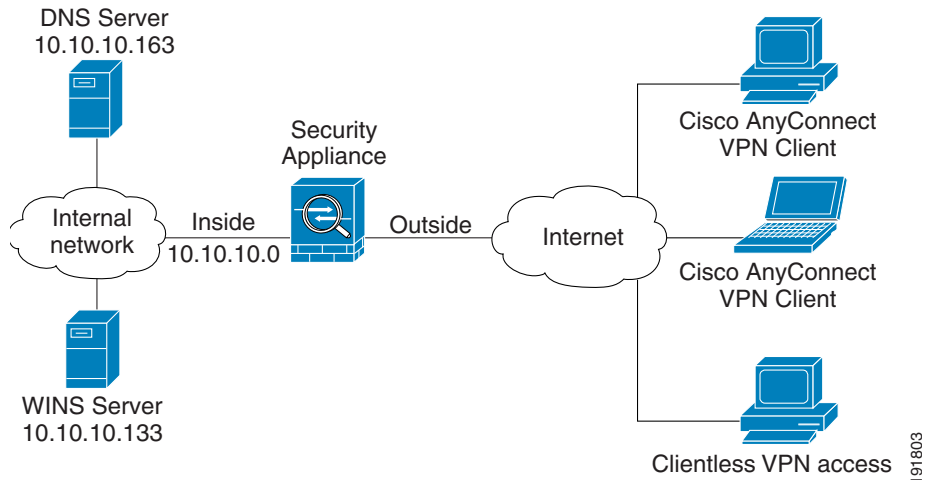 DNS Server
10.10.10.163
Security
Appliance
Cisco AnyConnect
VPN Client
Internal
network
Inside
10.10.10.0
Outside
Internet
Cisco AnyConnect
VPN Client
WINS Server
10.10.10.133
Clientless VPN access
191803